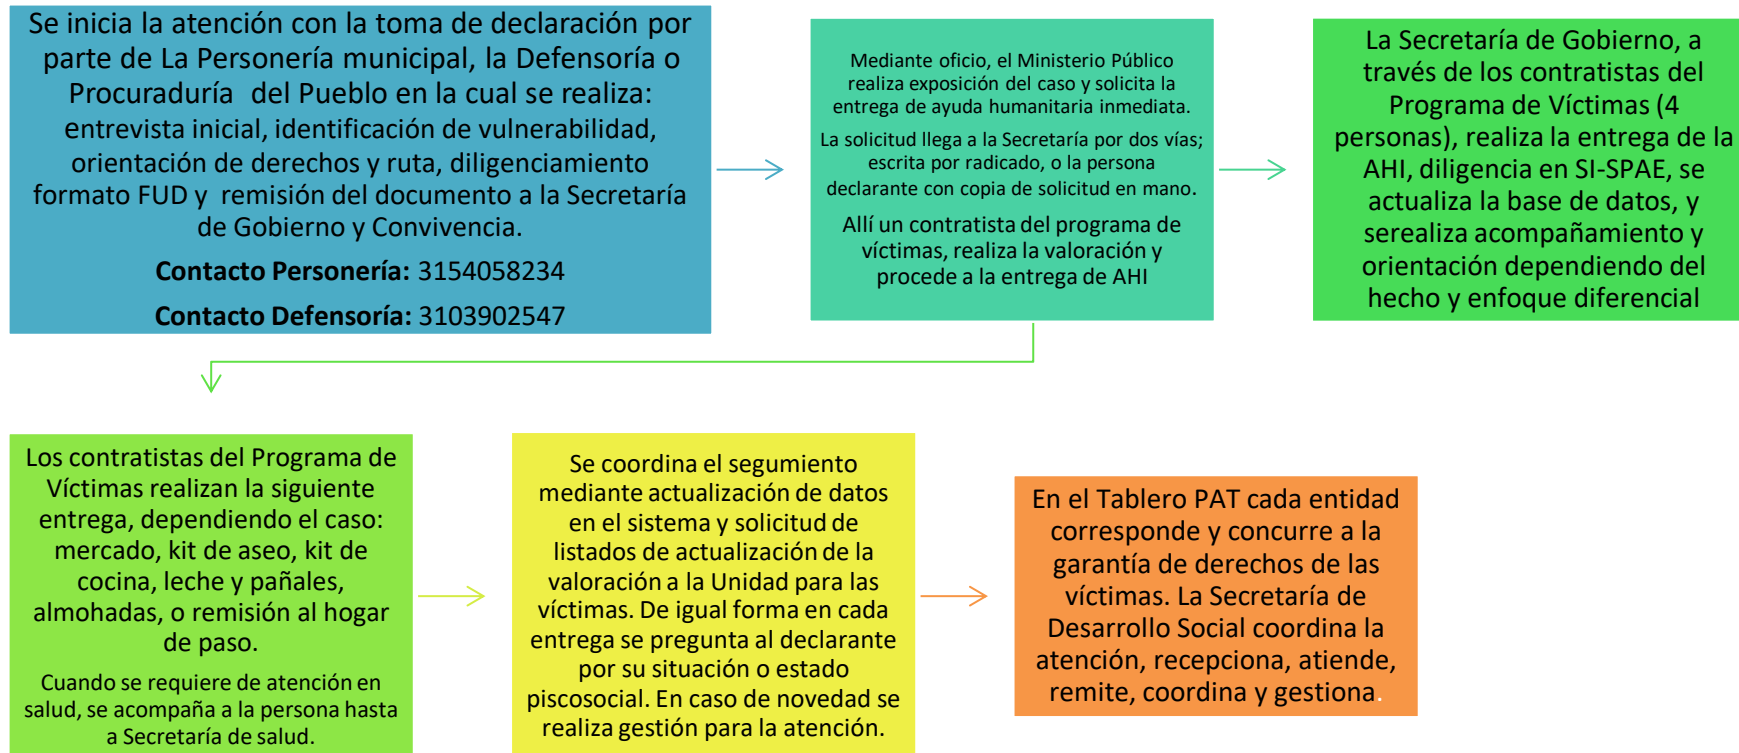 Se inicia la atención con la toma de declaración por
parte de La Personería municipal, la Defensoría o
Procuraduría del Pueblo en la cual se realiza:
entrevista inicial, identificación de vulnerabilidad,
orientación de derechos y ruta, diligenciamiento
formato FUD y remisión del documento a la Secretaría
de Gobierno y Convivencia.
Contacto Personería: 3154058234
Contacto Defensoría: 3103902547
Mediante oficio, el Ministerio Público
realiza exposición del caso y solicita la
entrega de ayuda humanitaria inmediata.
La solicitud llega a la Secretaría por dos vías;
escrita por radicado, o la persona
declarante con copia de solicitud en mano.
Allí un contratista del programa de
víctimas, realiza la valoración y
procede a la entrega de AHI
La Secretaría de Gobierno, a
través de los contratistas del
Programa de Víctimas (4
personas), realiza la entrega de la
AHI, diligencia en SI-SPAE, se
actualiza la base de datos, y
serealiza acompañamiento y
orientación dependiendo del
hecho y enfoque diferencial
Los contratistas del Programa de
Víctimas realizan la siguiente
entrega, dependiendo el caso:
mercado, kit de aseo, kit de
cocina, leche y pañales,
almohadas, o remisión al hogar
de paso.
Cuando se requiere de atención en
salud, se acompaña a la persona hasta
a Secretaría de salud.
Se coordina el segumiento
mediante actualización de datos
en el sistema y solicitud de
listados de actualización de la
valoración a la Unidad para las
víctimas. De igual forma en cada
entrega se pregunta al declarante
por su situación o estado
piscosocial. En caso de novedad se
realiza gestión para la atención.
En el Tablero PAT cada entidad
corresponde y concurre a la
garantía de derechos de las
víctimas. La Secretaría de
Desarrollo Social coordina la
atención, recepciona, atiende,
remite, coordina y gestiona.